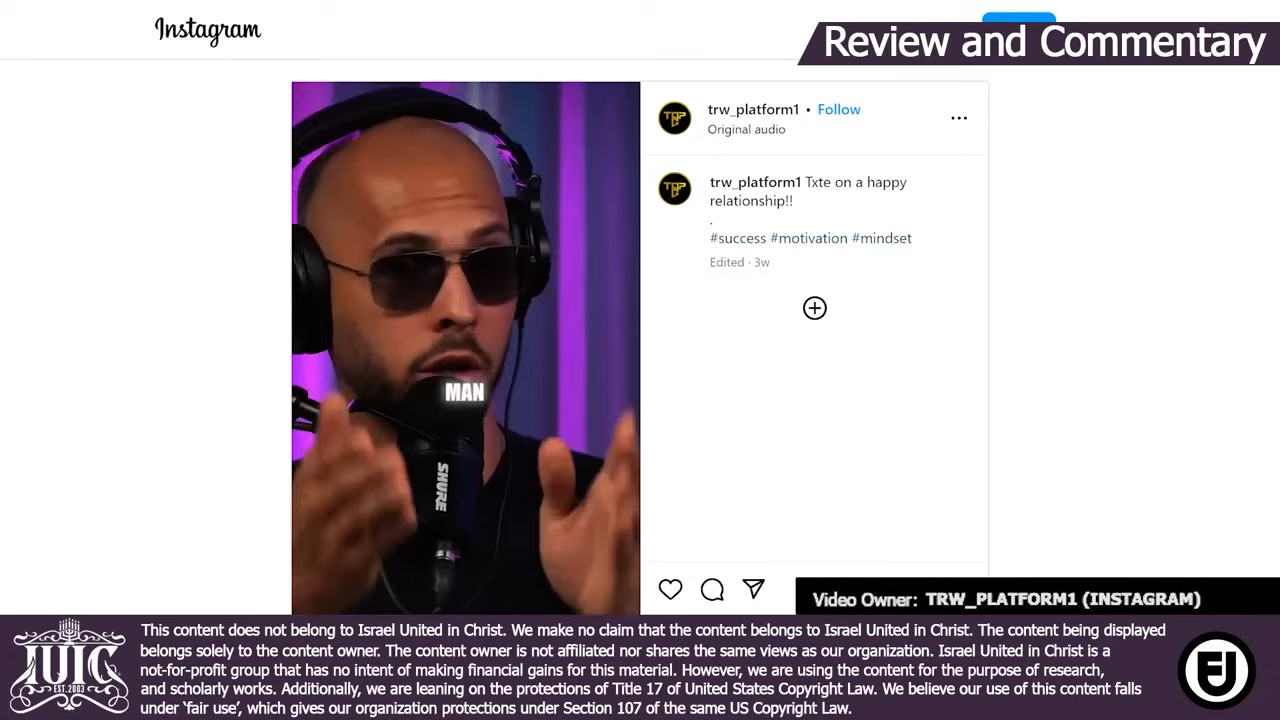 Instagram
Review and Commentary
trw_platform1 • Follow
Original audio
trw_platform1 Txte on a happy
relationship!!
.
#success #motivation #mindset
Edited · 3w
MAN
SHURE
Video Owner: TRW_PLATFORM1 (INSTAGRAM)
This content does not belong to Israel United in Christ. We make no claim that the content belongs to Israel United in Christ. The content being displayed
belongs solely to the content owner. The content owner is not affiliated nor shares the same views as our organization. Israel United in Christ is a
not-for-profit group that has no intent of making financial gains for this material. However, we are using the content for the purpose of research,
and scholarly works. Additionally, we are leaning on the protections of Title 17 of United States Copyright Law. We believe our use of this content falls
under 'fair use', which gives our organization protections under Section 107 of the same US Copyright Law.
IUIC
EST.2003